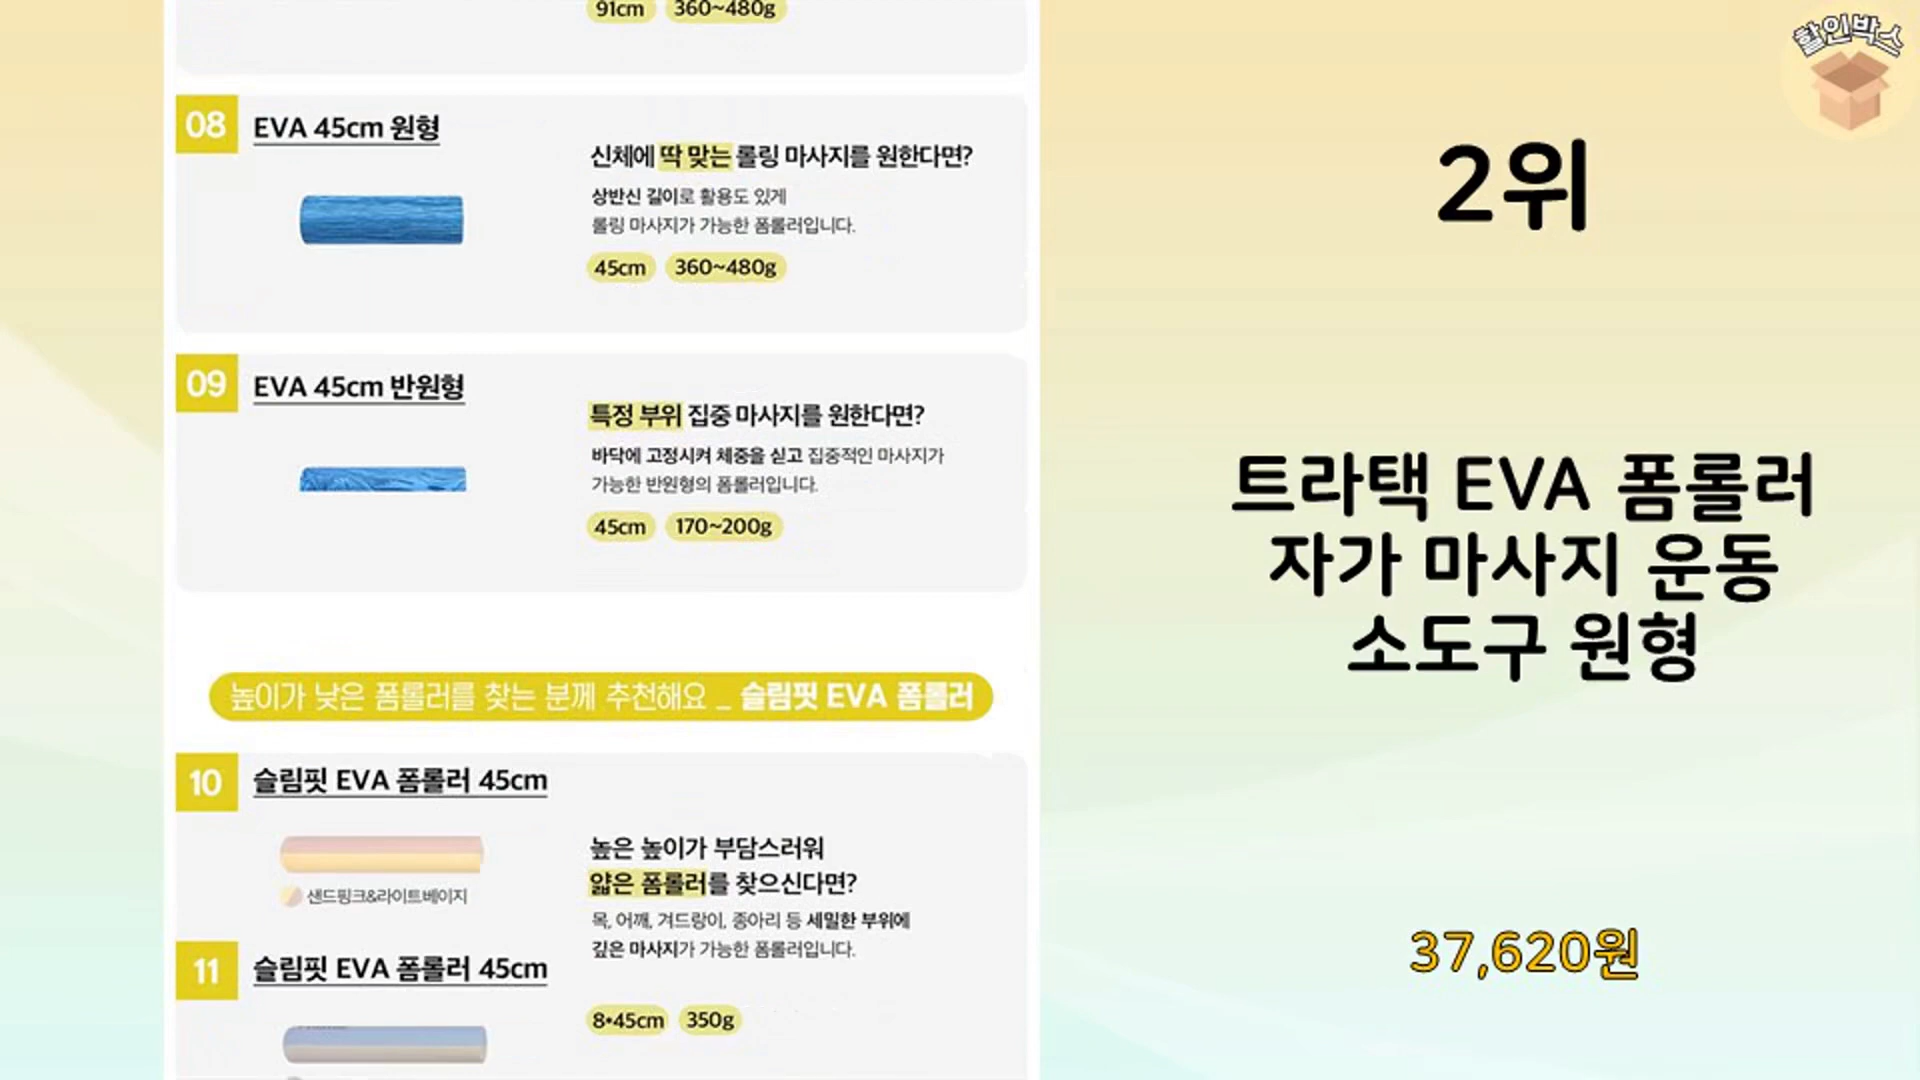 91cm 360~480g
08 EVA 45cm 원형
신체에 딱 맞는 롤링 마사지를 원한다면?
상반신 길이로 활용도 있게
롤링 마사지가 가능한 폼롤러입니다.
45cm 360~480g
09 EVA 45cm 반원형
특정 부위 집중 마사지를 원한다면?
바닥에 고정시켜 체중을 싣고 집중적인 마사지가
가능한 반원형의 폼롤러입니다.
45cm 170~200g
높이가 낮은 폼롤러를 찾는 분께 추천해요 _ 슬림핏 EVA 폼롤러
10 슬림핏 EVA 폼롤러 45cm
샌드핑크&라이트베이지
높은 높이가 부담스러워
얇은 폼롤러를 찾으신다면?
목, 어깨, 겨드랑이, 종아리 등 세밀한 부위에
깊은 마사지가 가능한 폼롤러입니다.
11 슬림핏 EVA 폼롤러 45cm
8*45cm 350g
할인박스
2위
트라택 EVA 폼롤러
자가 마사지 운동
소도구 원형
37,620원